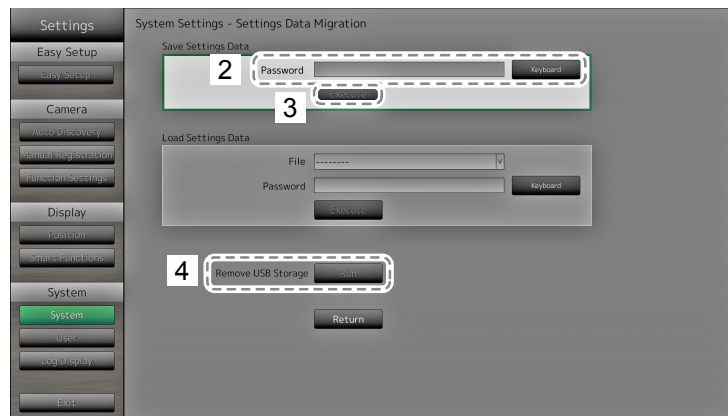 Settings
Easy Setup
Easy Setup
Camera
Auto Discovery
Manual Registration
Function Settings
Display
Position
Smart Functions
System
System
User
Log Display
Exit
System Settings - Settings Data Migration
Save Settings Data
2
Password
Keyboard
3
Execute
Load Settings Data
File
--------
v
Password
Keyboard
Execute
4
Remove USB Storage
Run
Return